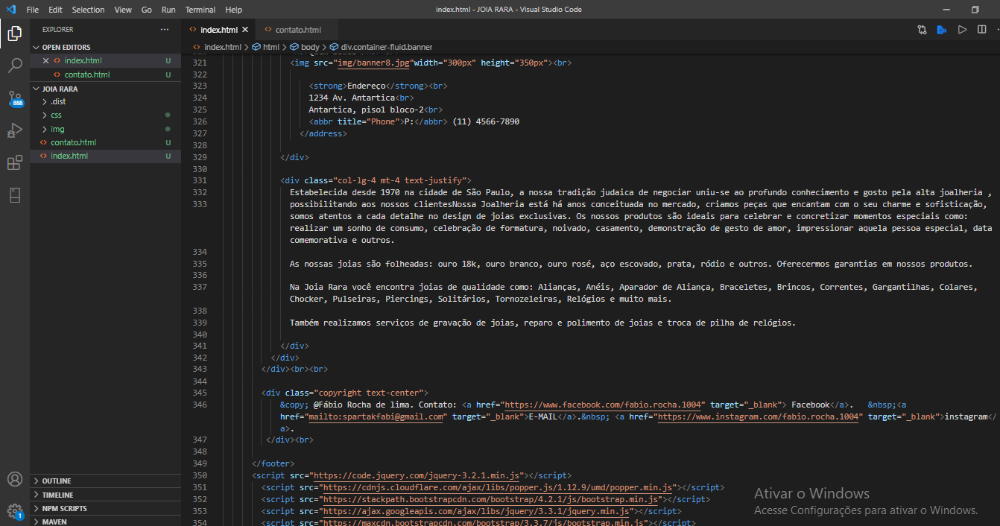 File Edit Selection View Go Run Terminal Help
index.html - JOIA RARA - Visual Studio Code
EXPLORER
index.html
contato.html
index.html > html > body > div.container-fluid.banner
OPEN EDITORS
index.html U
contato.html U
JOIA RARA
.dist
css
img
contato.html U
index.html U
888
1
OUTLINE
TIMELINE
NPM SCRIPTS
MAVEN
321 <img src="img/banner8.jpg"width="300px" height="350px"><br>
322
323 <strong>Endereço</strong><br>
324 1234 Av. Antartica<br>
325 Antartica, piso1 bloco-2<br>
326 <abbr title="Phone">P:</abbr> (11) 4566-7890
327 </address>
328
329 </div>
330
331 <div class="col-lg-4 mt-4 text-justify">
332 Estabelecida desde 1970 na cidade de São Paulo, a nossa tradição judaica de negociar uniu-se ao profundo conhecimento e gosto pela alta joalheria ,
333 possibilitando aos nossos clientesNossa Joalheria está há anos conceituada no mercado, criamos peças que encantam com o seu charme e sofisticação,
somos atentos a cada detalhe no design de joias exclusivas. Os nossos produtos são ideais para celebrar e concretizar momentos especiais como:
realizar um sonho de consumo, celebração de formatura, noivado, casamento, demonstração de gesto de amor, impressionar aquela pessoa especial, data
comemorativa e outros.
334
335 As nossas joias são folheadas: ouro 18k, ouro branco, ouro rosé, aço escovado, prata, ródio e outros. Oferecermos garantias em nossos produtos.
336
337 Na Joia Rara você encontra joias de qualidade como: Alianças, Anéis, Aparador de Aliança, Braceletes, Brincos, Correntes, Gargantilhas, Colares,
Chocker, Pulseiras, Piercings, Solitários, Tornozeleiras, Relógios e muito mais.
338
339 Também realizamos serviços de gravação de joias, reparo e polimento de joias e troca de pilha de relógios.
340
341 </div>
342 </div>
343 </div><br><br>
344
345 <div class="copyright text-center">
346 &copy; @Fábio Rocha de lima. Contato: <a href="https://www.facebook.com/fabio.rocha.1004" target="_blank"> Facebook</a>. &nbsp;<a
href="mailto:spartakfabi@gmail.com" target="_blank">E-MAIL</a>.&nbsp; <a href="https://www.instagram.com/fabio.rocha.1004" target="_blank">instagram</
a>.
347 </div><br>
348
349 </footer>
350 <script src="https://code.jquery.com/jquery-3.2.1.min.js"></script>
351 <script src="https://cdnjs.cloudflare.com/ajax/libs/popper.js/1.12.9/umd/popper.min.js"></script>
352 <script src="https://stackpath.bootstrapcdn.com/bootstrap/4.2.1/js/bootstrap.min.js"></script>
353 <script src="https://ajax.googleapis.com/ajax/libs/jquery/3.3.1/jquery.min.js"></script>
354 <script src="https://maxcdn.bootstrapcdn.com/bootstrap/3.3.7/js/bootstrap.min.js"></script>
Ativar o Windows
Acesse Configurações para ativar o Windows.